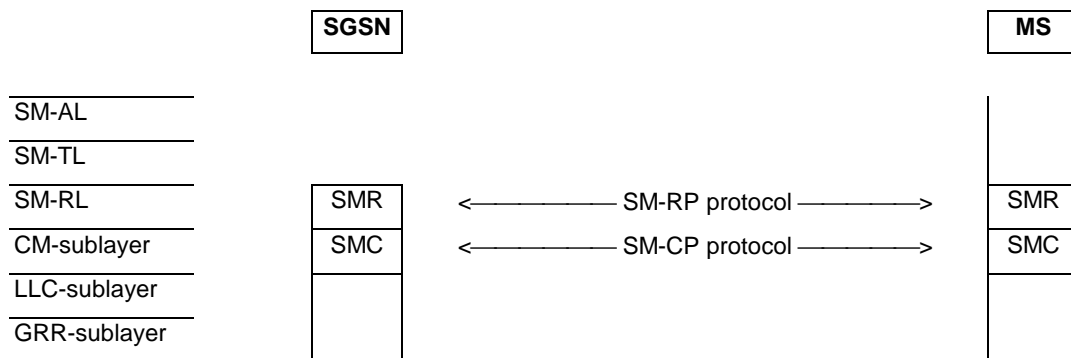 SGSN MS
SM-AL
SM-TL
SM-RL SMR <——————— SM-RP protocol ———————> SMR
CM-sublayer SMC <——————— SM-CP protocol ———————> SMC
LLC-sublayer
GRR-sublayer